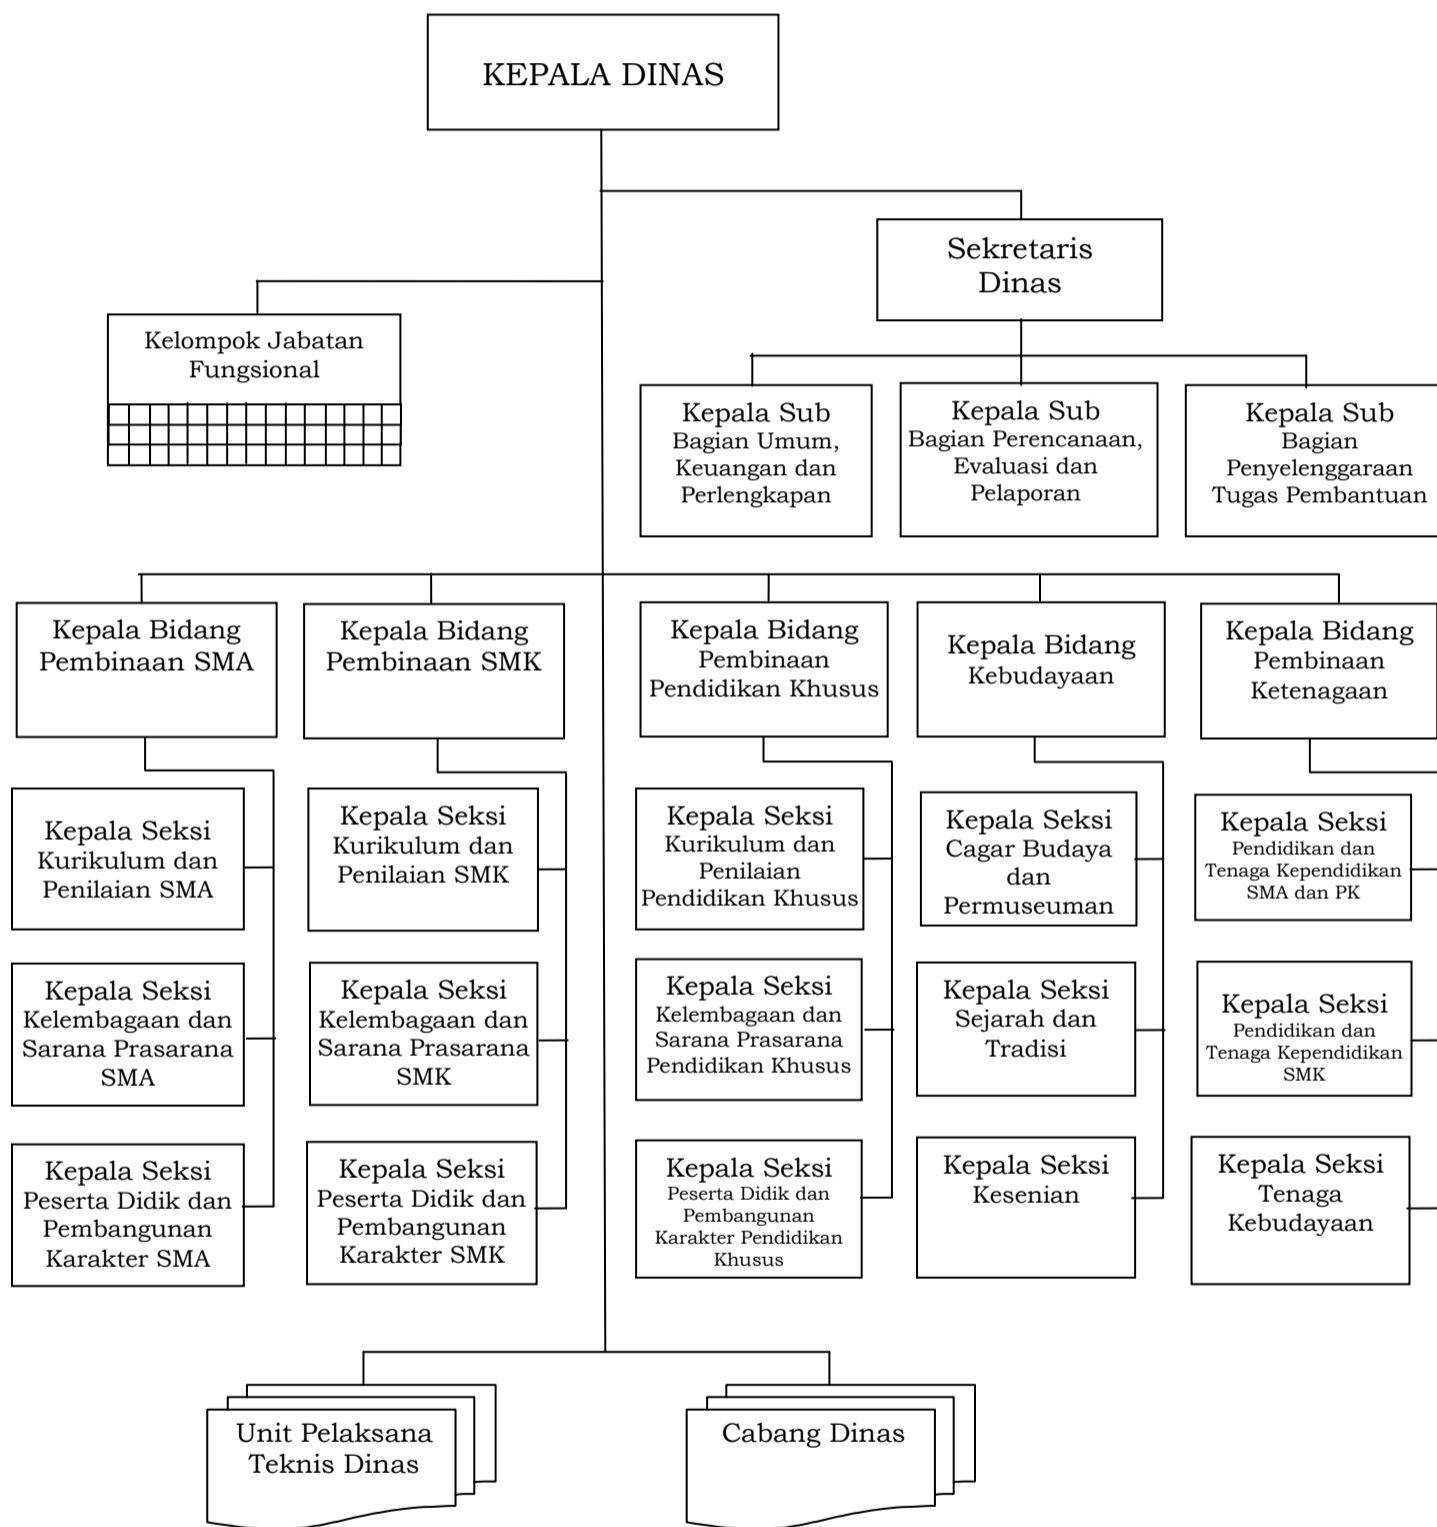 KEPALA DINAS
Sekretaris
Dinas
Kelompok Jabatan
Fungsional
Kepala Sub
Bagian Umum,
Keuangan dan
Perlengkapan
Kepala Sub
Bagian Perencanaan,
Evaluasi dan
Pelaporan
Kepala Sub
Bagian
Penyelenggaraan
Tugas Pembantuan
Kepala Bidang
Pembinaan SMA
Kepala Bidang
Pembinaan SMK
Kepala Bidang
Pembinaan
Pendidikan Khusus
Kepala Bidang
Kebudayaan
Kepala Bidang
Pembinaan
Ketenagaan
Kepala Seksi
Kurikulum dan
Penilaian SMA
Kepala Seksi
Kurikulum dan
Penilaian SMK
Kepala Seksi
Kurikulum dan
Penilaian
Pendidikan Khusus
Kepala Seksi
Cagar Budaya
dan
Permuseuman
Kepala Seksi
Pendidikan dan
Tenaga Kependidikan
SMA dan PK
Kepala Seksi
Kelembagaan dan
Sarana Prasarana
SMA
Kepala Seksi
Kelembagaan dan
Sarana Prasarana
SMK
Kepala Seksi
Kelembagaan dan
Sarana Prasarana
Pendidikan Khusus
Kepala Seksi
Sejarah dan
Tradisi
Kepala Seksi
Pendidikan dan
Tenaga Kependidikan
SMK
Kepala Seksi
Peserta Didik dan
Pembangunan
Karakter SMA
Kepala Seksi
Peserta Didik dan
Pembangunan
Karakter SMK
Kepala Seksi
Peserta Didik dan
Pembangunan
Karakter Pendidikan
Khusus
Kepala Seksi
Kesenian
Kepala Seksi
Tenaga
Kebudayaan
Unit Pelaksana
Teknis Dinas
Cabang Dinas